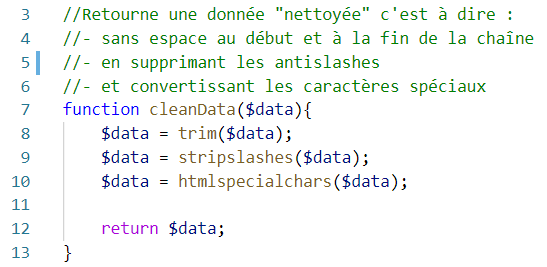 3 //Retourne une donnée "nettoyée" c'est à dire :
4 //- sans espace au début et à la fin de la chaîne
5 //- en supprimant les antislashes
6 //- et convertissant les caractères spéciaux
7 function cleanData($data){
8     $data = trim($data);
9     $data = stripslashes($data);
10     $data = htmlspecialchars($data);
11
12     return $data;
13 }